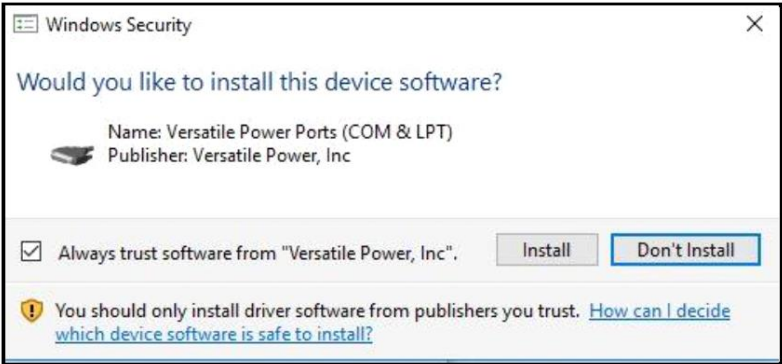 Windows Security
Would you like to install this device software?
Name: Versatile Power Ports (COM & LPT)
Publisher: Versatile Power, Inc
Always trust software from "Versatile Power, Inc".
Install
Don't Install
You should only install driver software from publishers you trust. How can I decide
which device software is safe to install?